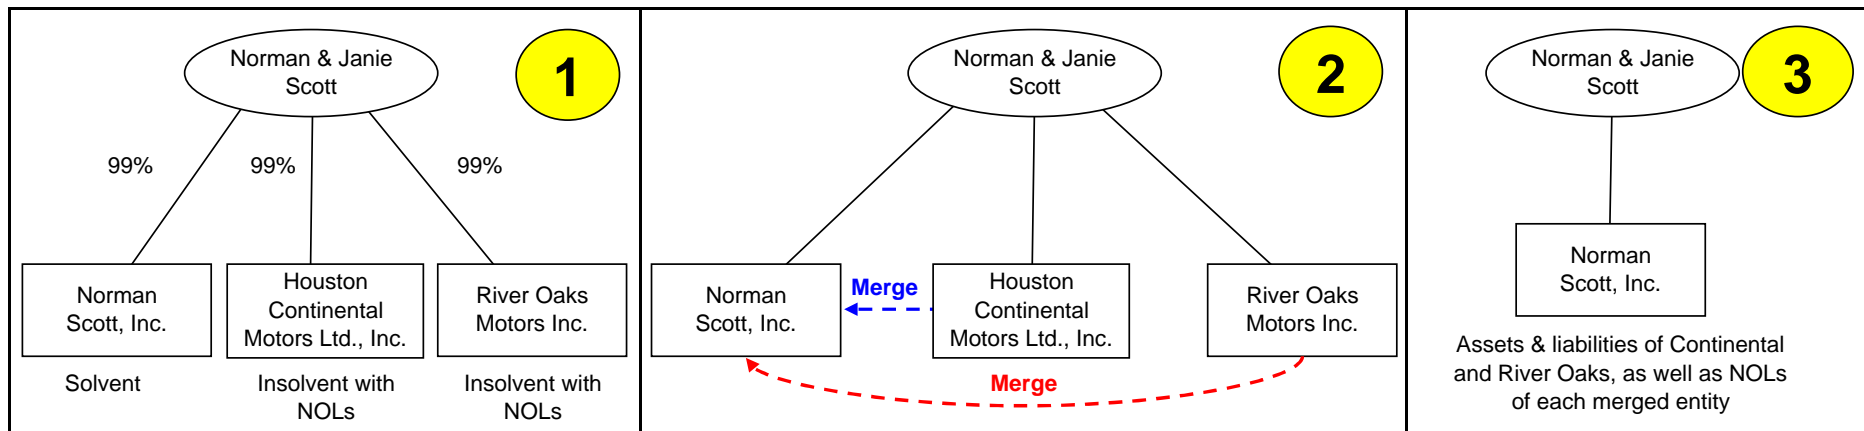 Norman & Janie
Scott
1
99%
99%
99%
Norman
Scott, Inc.
Houston
Continental
Motors Ltd., Inc.
River Oaks
Motors Inc.
Solvent
Insolvent with
NOLs
Insolvent with
NOLs
Norman & Janie
Scott
2
Norman
Scott, Inc.
Merge
Houston
Continental
Motors Ltd., Inc.
River Oaks
Motors Inc.
Merge
Norman & Janie
Scott
3
Norman
Scott, Inc.
Assets & liabilities of Continental
and River Oaks, as well as NOLs
of each merged entity